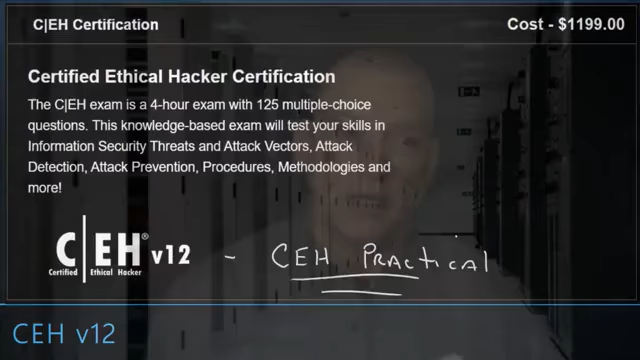 C|EH Certification
Cost - $1199.00
Certified Ethical Hacker Certification
The C|EH exam is a 4-hour exam with 125 multiple-choice
questions. This knowledge-based exam will test your skills in
Information Security Threats and Attack Vectors, Attack
Detection, Attack Prevention, Procedures, Methodologies and
more!
C|EH® v12 - CEH PRActicAL
Certified Ethical Hacker
CEH v12